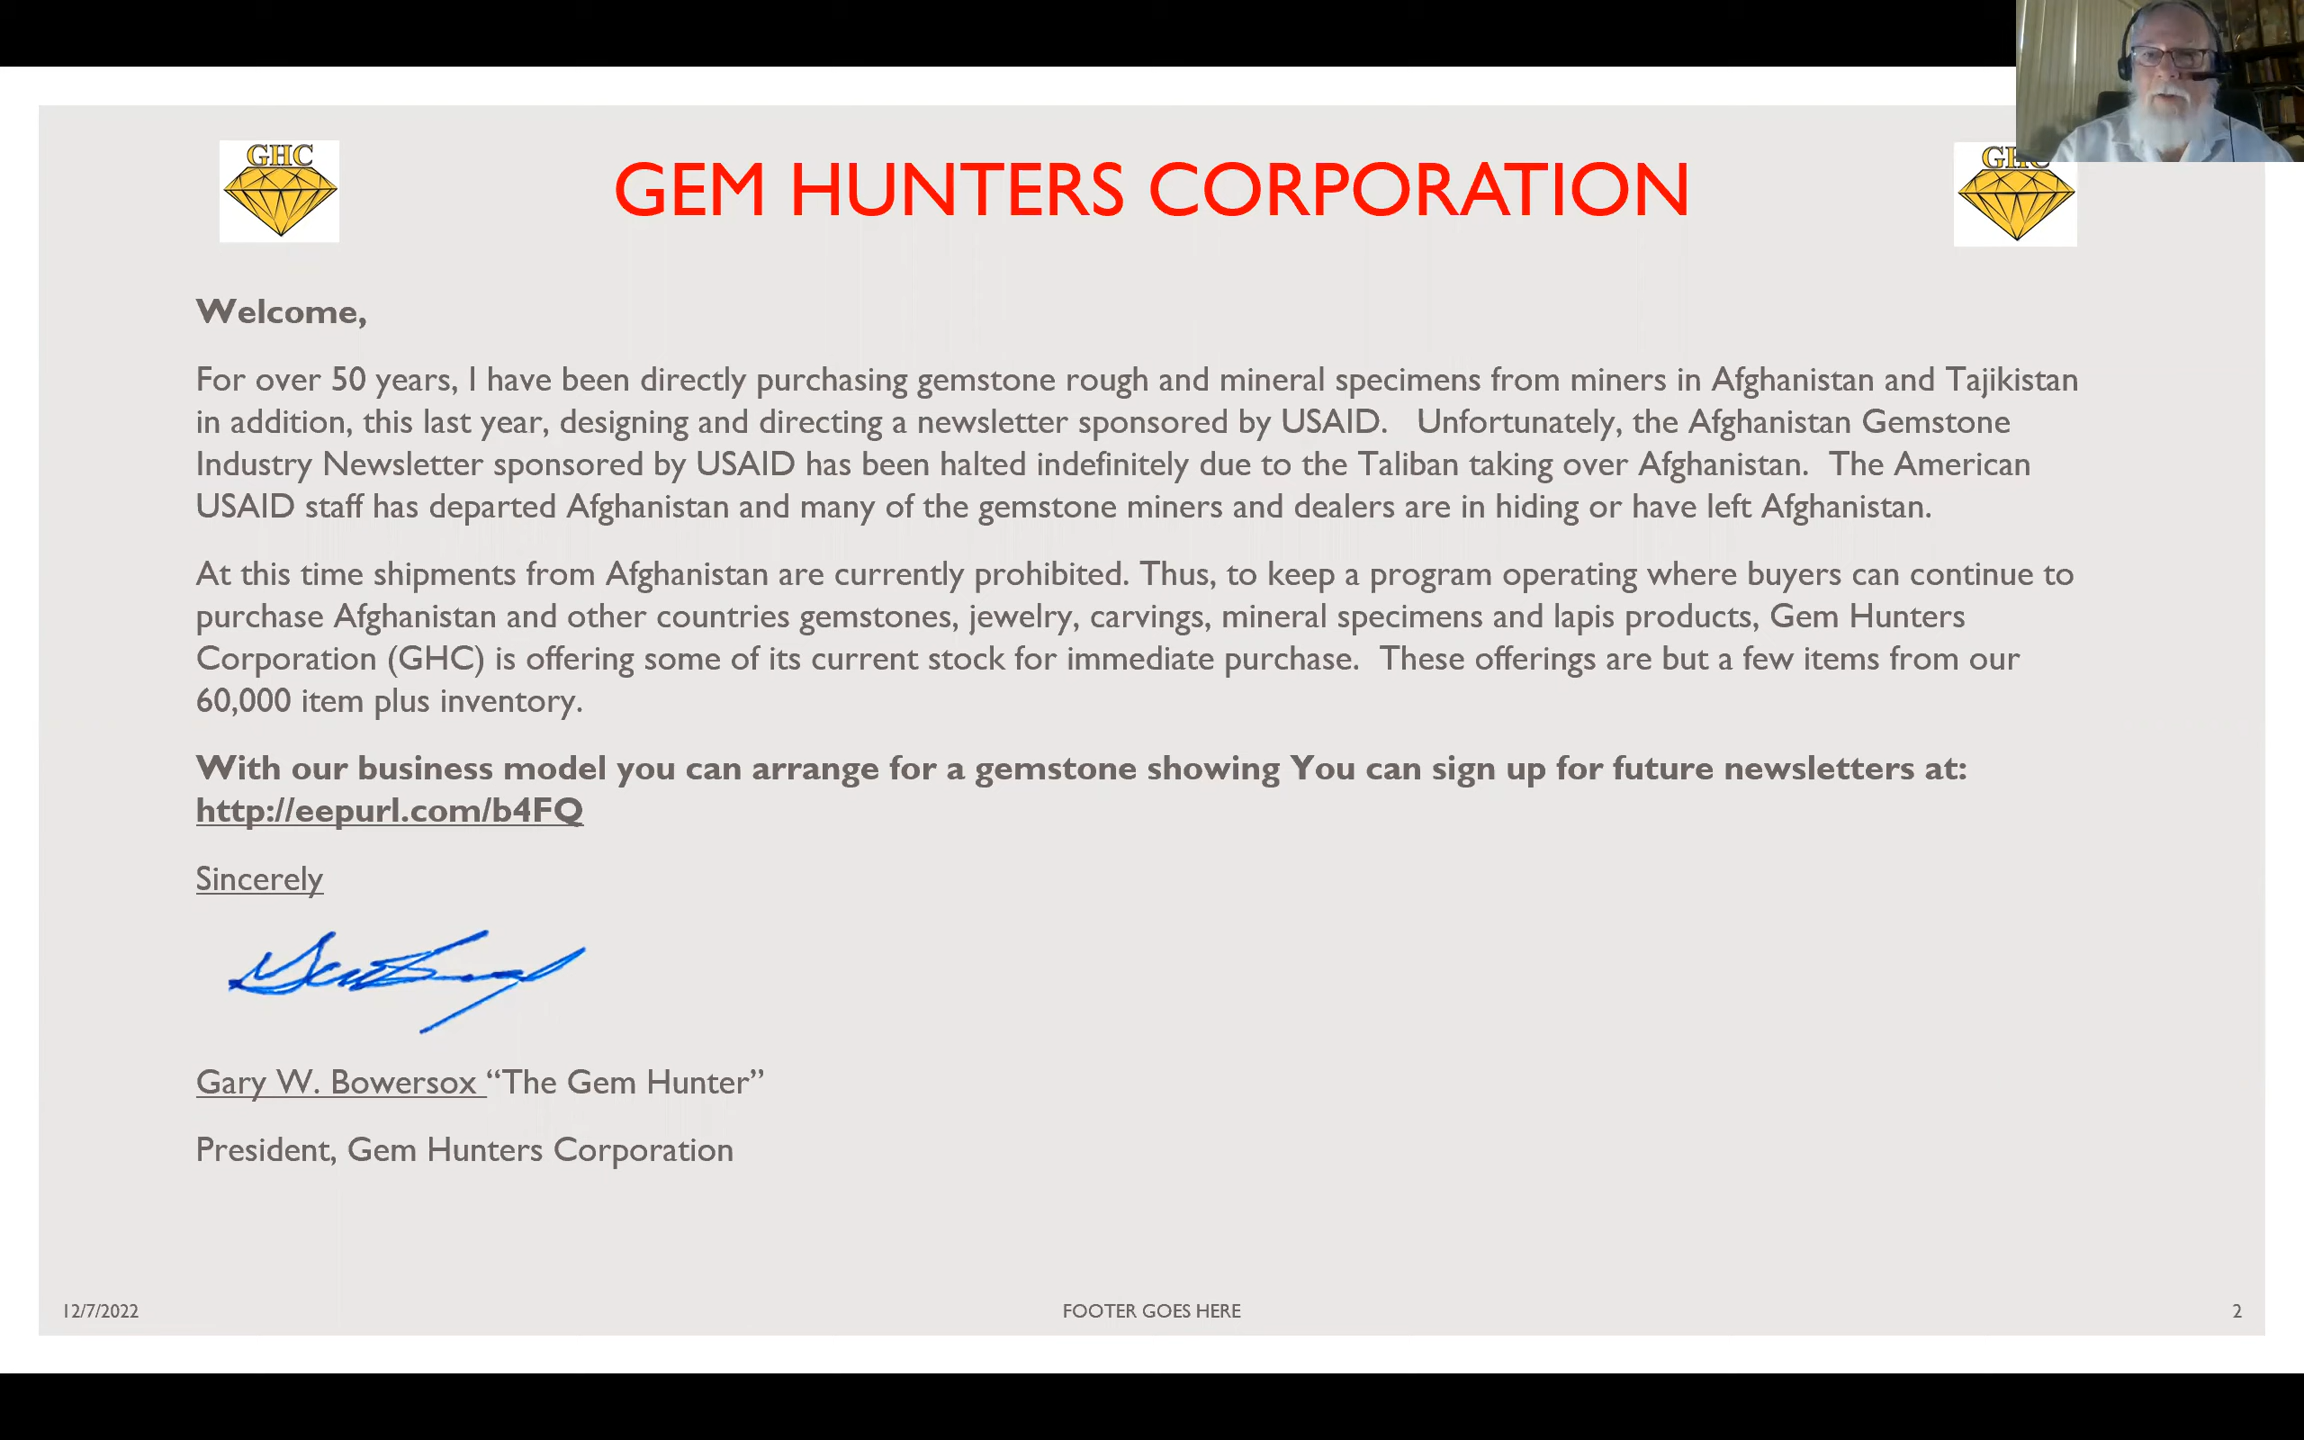 GHC
GEM HUNTERS CORPORATION
Welcome,
For over 50 years, I have been directly purchasing gemstone rough and mineral specimens from miners in Afghanistan and Tajikistan
in addition, this last year, designing and directing a newsletter sponsored by USAID.   Unfortunately, the Afghanistan Gemstone
Industry Newsletter sponsored by USAID has been halted indefinitely due to the Taliban taking over Afghanistan.  The American
USAID staff has departed Afghanistan and many of the gemstone miners and dealers are in hiding or have left Afghanistan.
At this time shipments from Afghanistan are currently prohibited. Thus, to keep a program operating where buyers can continue to
purchase Afghanistan and other countries gemstones, jewelry, carvings, mineral specimens and lapis products, Gem Hunters
Corporation (GHC) is offering some of its current stock for immediate purchase.  These offerings are but a few items from our
60,000 item plus inventory.
With our business model you can arrange for a gemstone showing You can sign up for future newsletters at:
http://eepurl.com/b4FQ
Sincerely
Gary W. Bowersox “The Gem Hunter”
President, Gem Hunters Corporation
12/7/2022
FOOTER GOES HERE
2